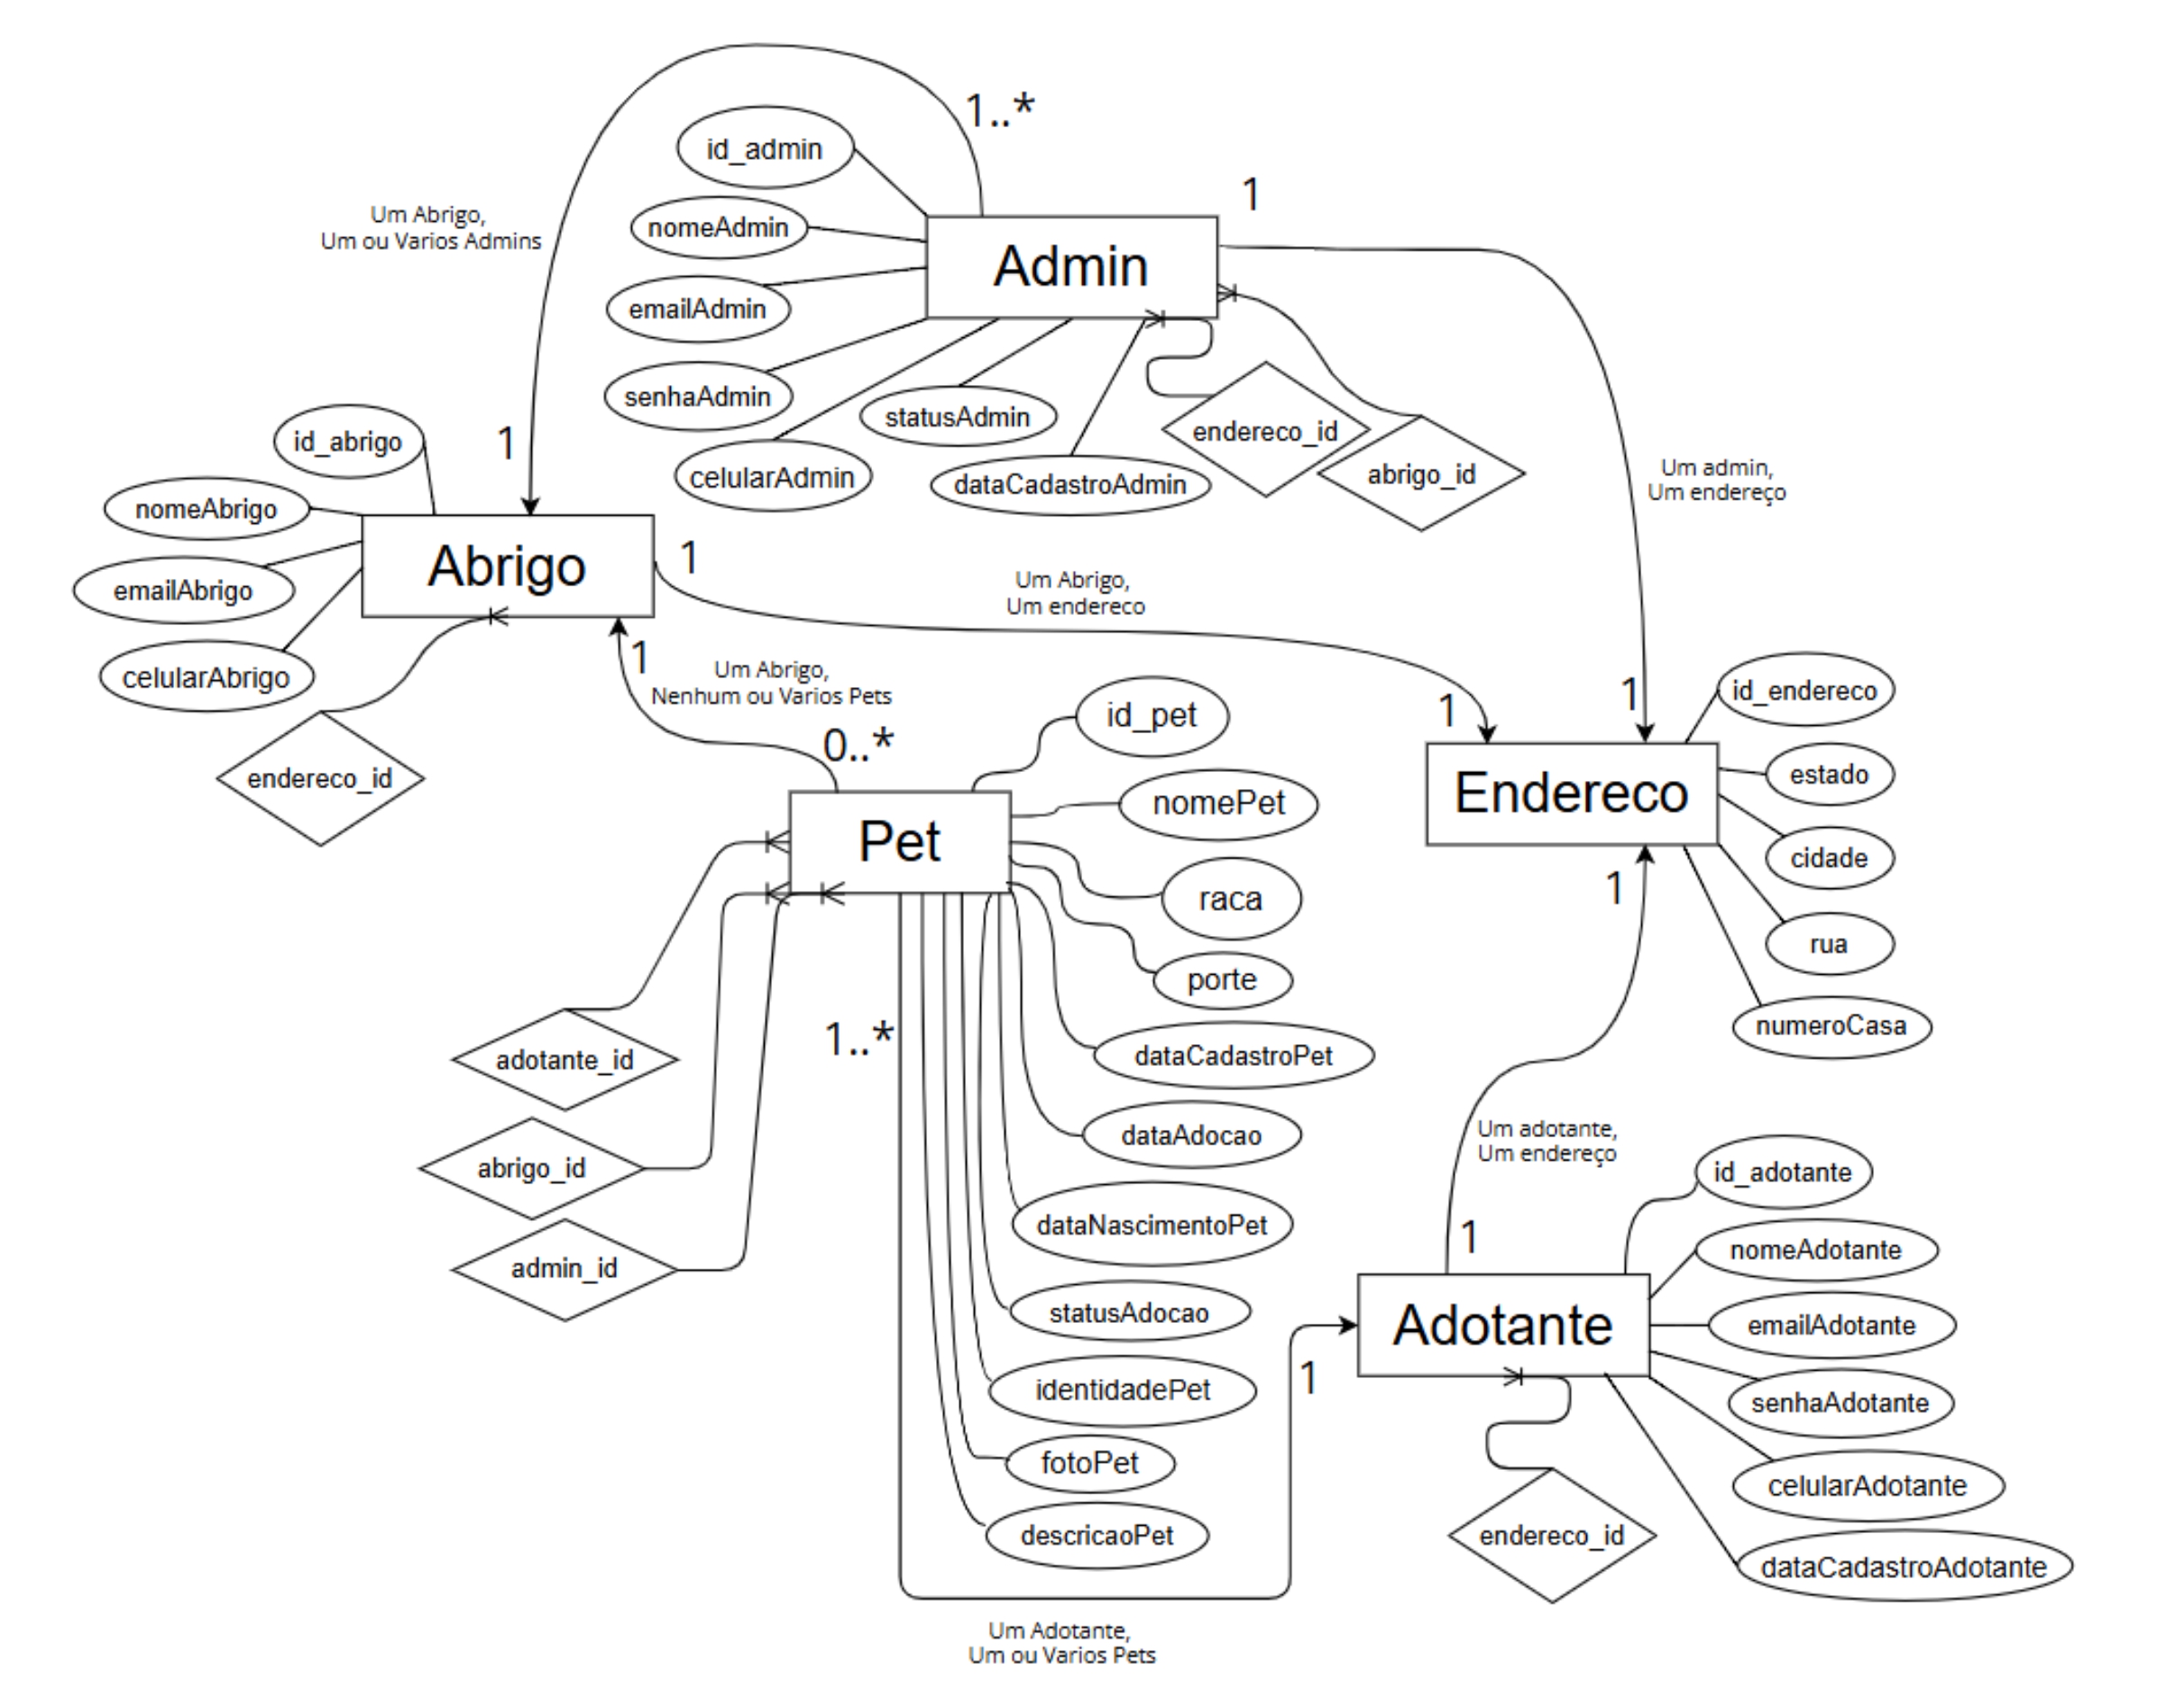 1..*
id_admin
nomeAdmin
emailAdmin
senhaAdmin
celularAdmin
statusAdmin
dataCadastroAdmin
Admin
1
endereco_id
abrigo_id
Um Abrigo,
Um ou Varios Admins
1
Um admin,
Um endereço
1
id_abrigo
nomeAbrigo
emailAbrigo
celularAbrigo
Abrigo
endereco_id
1
Um Abrigo,
Um endereco
1
1
Um Abrigo,
Nenhum ou Varios Pets
0..*
Pet
id_pet
nomePet
raca
porte
dataCadastroPet
dataAdocao
dataNascimentoPet
statusAdocao
identidadePet
fotoPet
descricaoPet
adotante_id
abrigo_id
admin_id
1..*
Endereco
id_endereco
estado
cidade
rua
numeroCasa
1
Um adotante,
Um endereço
1
Adotante
id_adotante
nomeAdotante
emailAdotante
senhaAdotante
celularAdotante
dataCadastroAdotante
endereco_id
1
Um Adotante,
Um ou Varios Pets